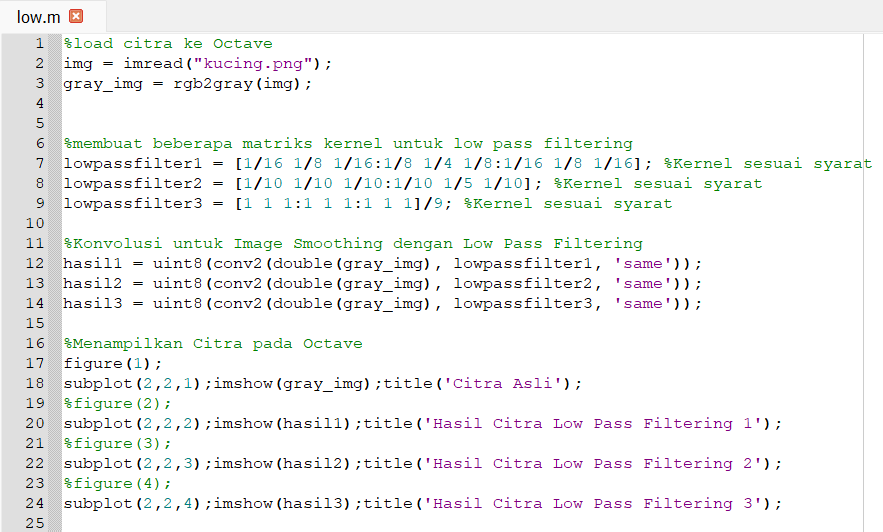 low.m
1 %load citra ke Octave
2 img = imread("kucing.png");
3 gray_img = rgb2gray(img);
4
5
6 %membuat beberapa matriks kernel untuk low pass filtering
7 lowpassfilter1 = [1/16 1/8 1/16:1/8 1/4 1/8:1/16 1/8 1/16]; %Kernel sesuai syarat
8 lowpassfilter2 = [1/10 1/10 1/10:1/10 1/5 1/10]; %Kernel sesuai syarat
9 lowpassfilter3 = [1 1 1:1 1 1:1 1 1]/9; %Kernel sesuai syarat
10
11 %Konvolusi untuk Image Smoothing dengan Low Pass Filtering
12 hasil1 = uint8(conv2(double(gray_img), lowpassfilter1, 'same'));
13 hasil2 = uint8(conv2(double(gray_img), lowpassfilter2, 'same'));
14 hasil3 = uint8(conv2(double(gray_img), lowpassfilter3, 'same'));
15
16 %Menampilkan Citra pada Octave
17 figure(1);
18 subplot(2,2,1);imshow(gray_img);title('Citra Asli');
19 %figure(2);
20 subplot(2,2,2);imshow(hasil1);title('Hasil Citra Low Pass Filtering 1');
21 %figure(3);
22 subplot(2,2,3);imshow(hasil2);title('Hasil Citra Low Pass Filtering 2');
23 %figure(4);
24 subplot(2,2,4);imshow(hasil3);title('Hasil Citra Low Pass Filtering 3');
25